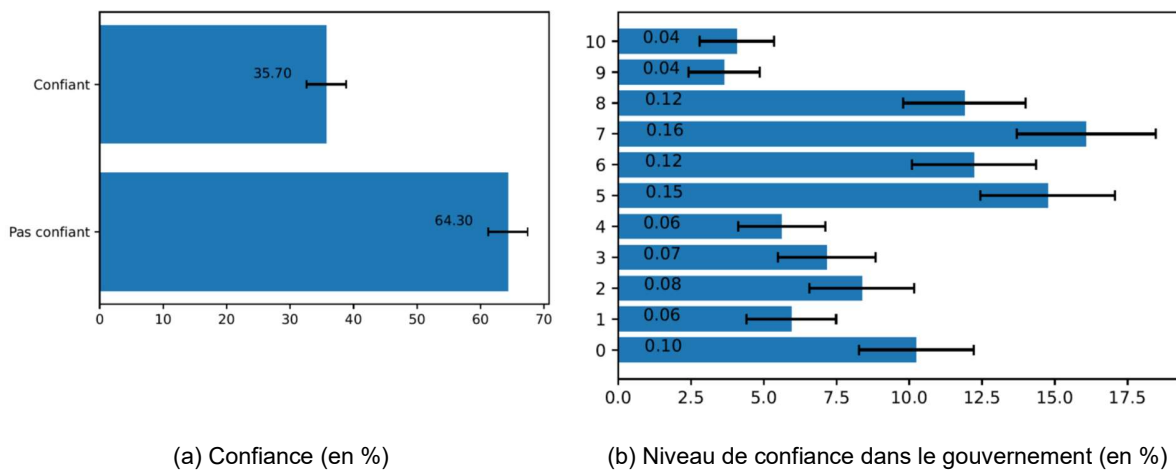 Confiant
35.70
Pas confiant
64.30
0 10 20 30 40 50 60 70
(a) Confiance (en %)
10 0.04
9 0.04
8 0.12
7 0.16
6 0.12
5 0.15
4 0.06
3 0.07
2 0.08
1 0.06
0 0.10
0.0 2.5 5.0 7.5 10.0 12.5 15.0 17.5
(b) Niveau de confiance dans le gouvernement (en %)